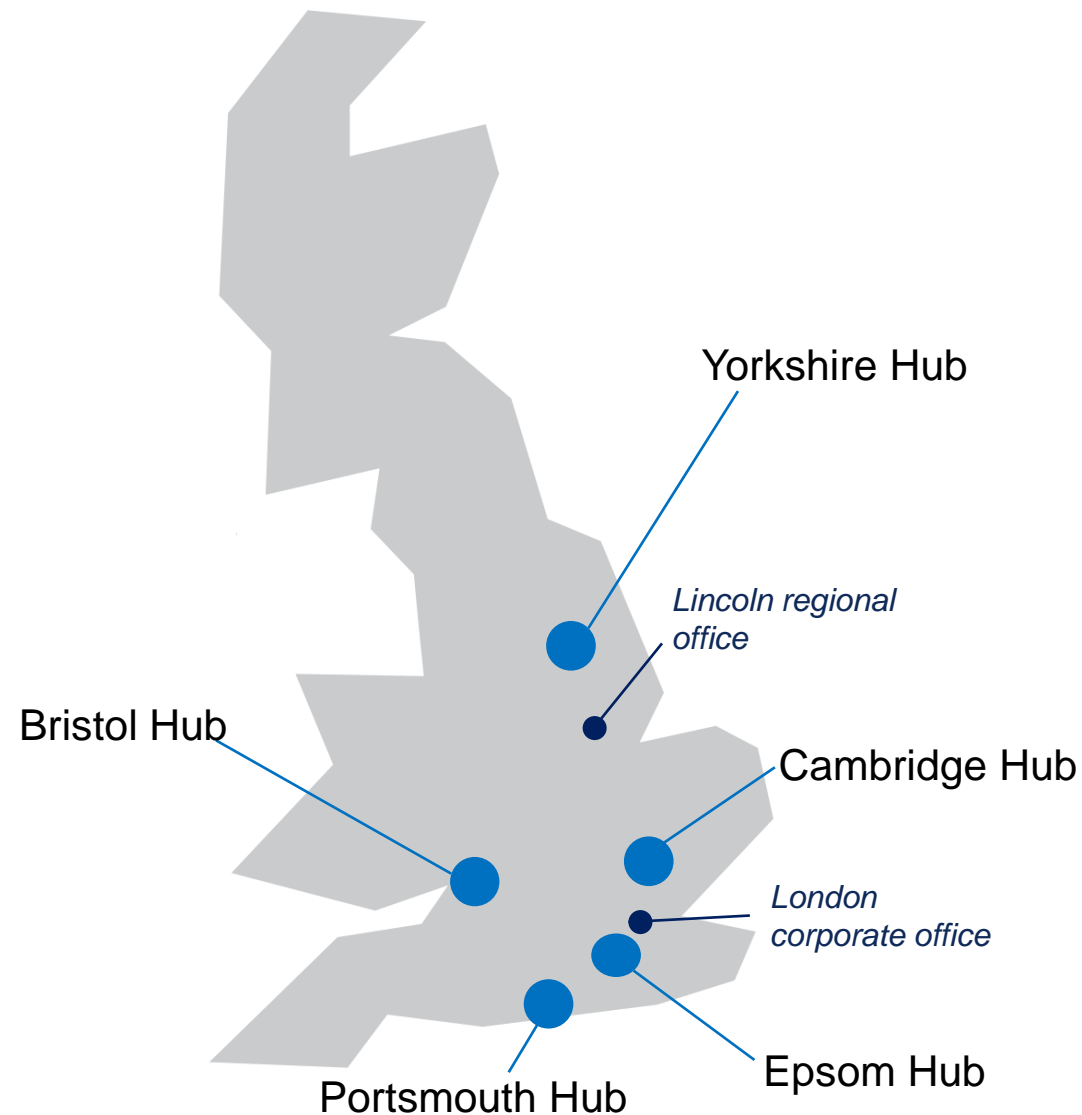 Yorkshire Hub
Lincoln regional
office
Bristol Hub
Cambridge Hub
London
corporate office
Epsom Hub
Portsmouth Hub